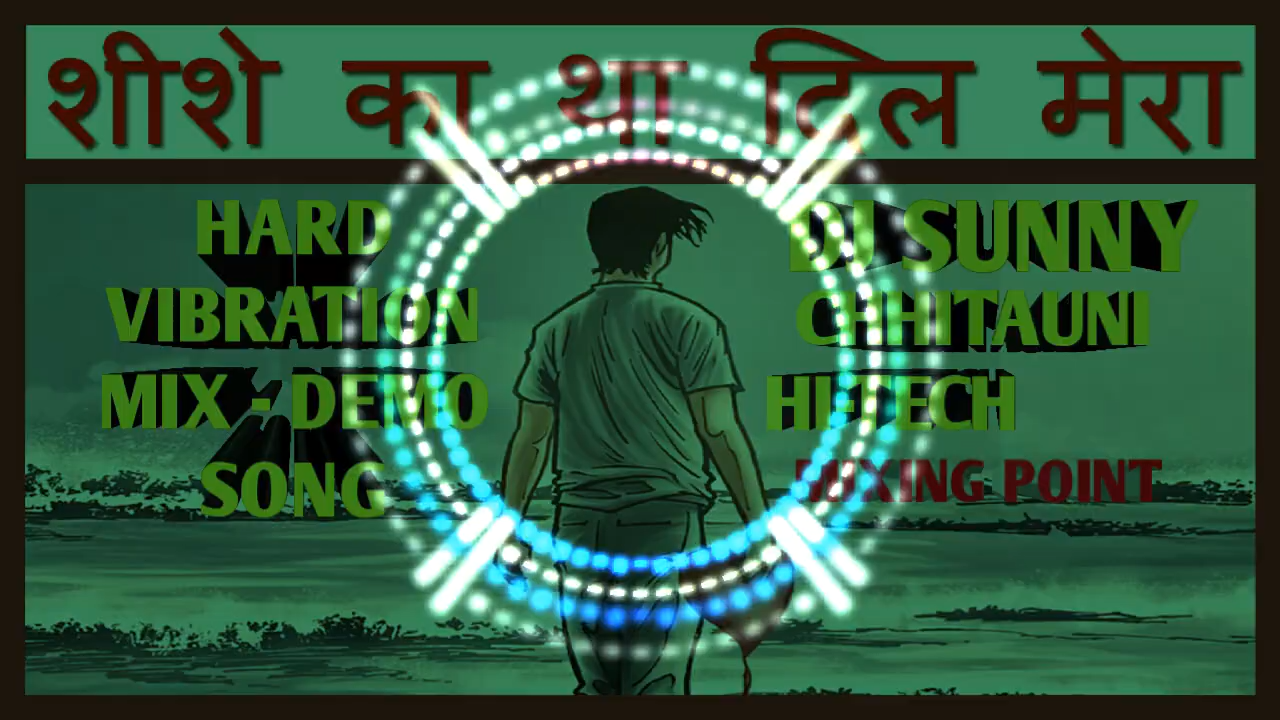 शीशे का था दिल मेरा
HARD
VIBRATION
MIX - DEMO
SONG
DJ SUNNY
CHHITAUNI
HI-TECH
MIXING POINT